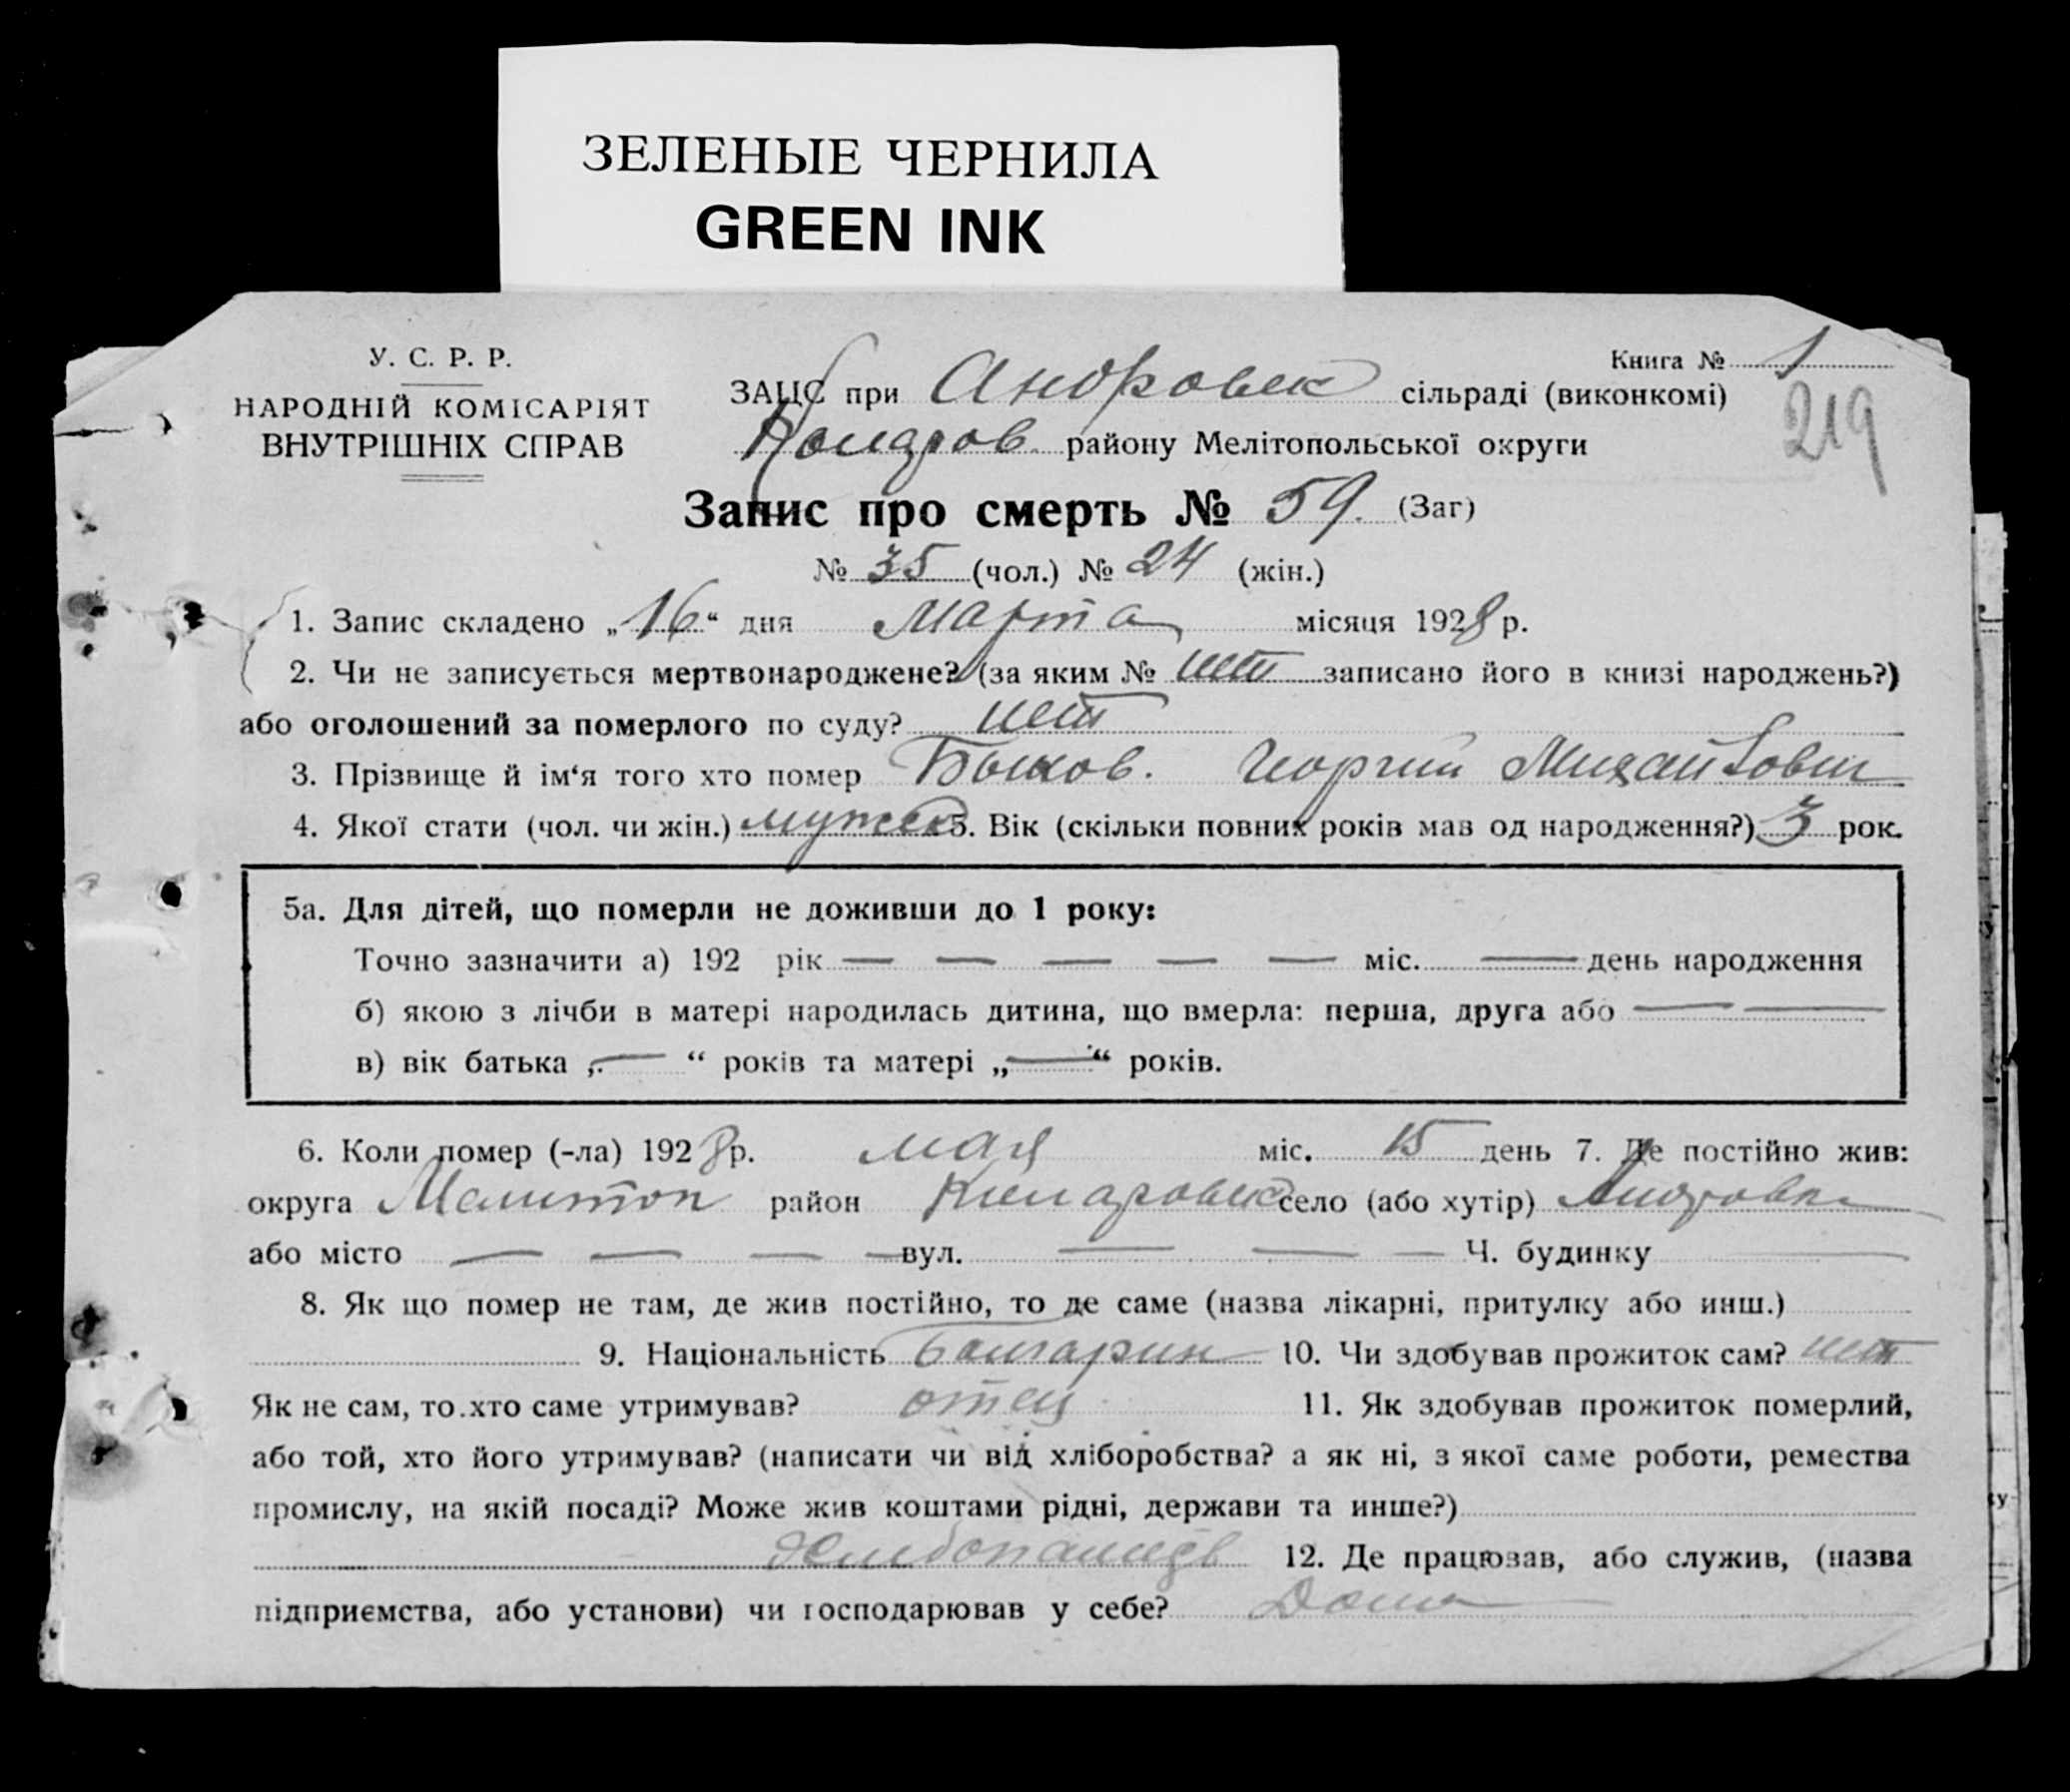 ЗЕЛЕНЫЕ ЧЕРНИЛА
GREEN INK
У. С. Р. Р.
НАРОДНІЙ КОМІСАРІЯТ
ВНУТРІШНІХ СПРАВ
Книга № 1
219
ЗАЦС при Андровск сільраді (виконкомі)
району Мелітопольської округи
Запис про смерть № 59. (Заг)
№ 35 (чол.) № 24 (жін.)
1. Запис складено „16“ дня Марта місяця 1928 р.
2. Чи не записується мертвонароджене? (за яким № нет записано його в книзі народжень?)
або оголошений за померлого по суду? нет
3. Прізвище й ім‘я того хто помер Георгий Михайлович
4. Якої стати (чол. чи жін.) мужск 5. Вік (скільки повних років мав од народження?) 3 рок.
5а. Для дітей, що померли не доживши до 1 року:
Точно зазначити а) 192 рік — — — — — міс. — день народження
б) якою з лічби в матері народилась дитина, що вмерла: перша, друга або — —
в) вік батька „— “ років та матері „—“ років.
6. Коли помер (-ла) 1928 р. мая міс. 15 день 7. Де постійно жив:
округа Мелитоп район село (або хутір) Андровка
або місто — — — — вул. — — — Ч. будинку —
8. Як що помер не там, де жив постійно, то де саме (назва лікарні, притулку або инш.)
9. Національність болгарин 10. Чи здобував прожиток сам? нет
Як не сам, то хто саме утримував? отец 11. Як здобував прожиток померлий,
або той, хто його утримував? (написати чи від хліборобства? а як ні, з якої саме роботи, ремества
промислу, на якій посаді? Може жив коштами рідні, держави та инше?)
12. Де працював, або служив, (назва
підприємства, або установи) чи господарював у себе? Дома